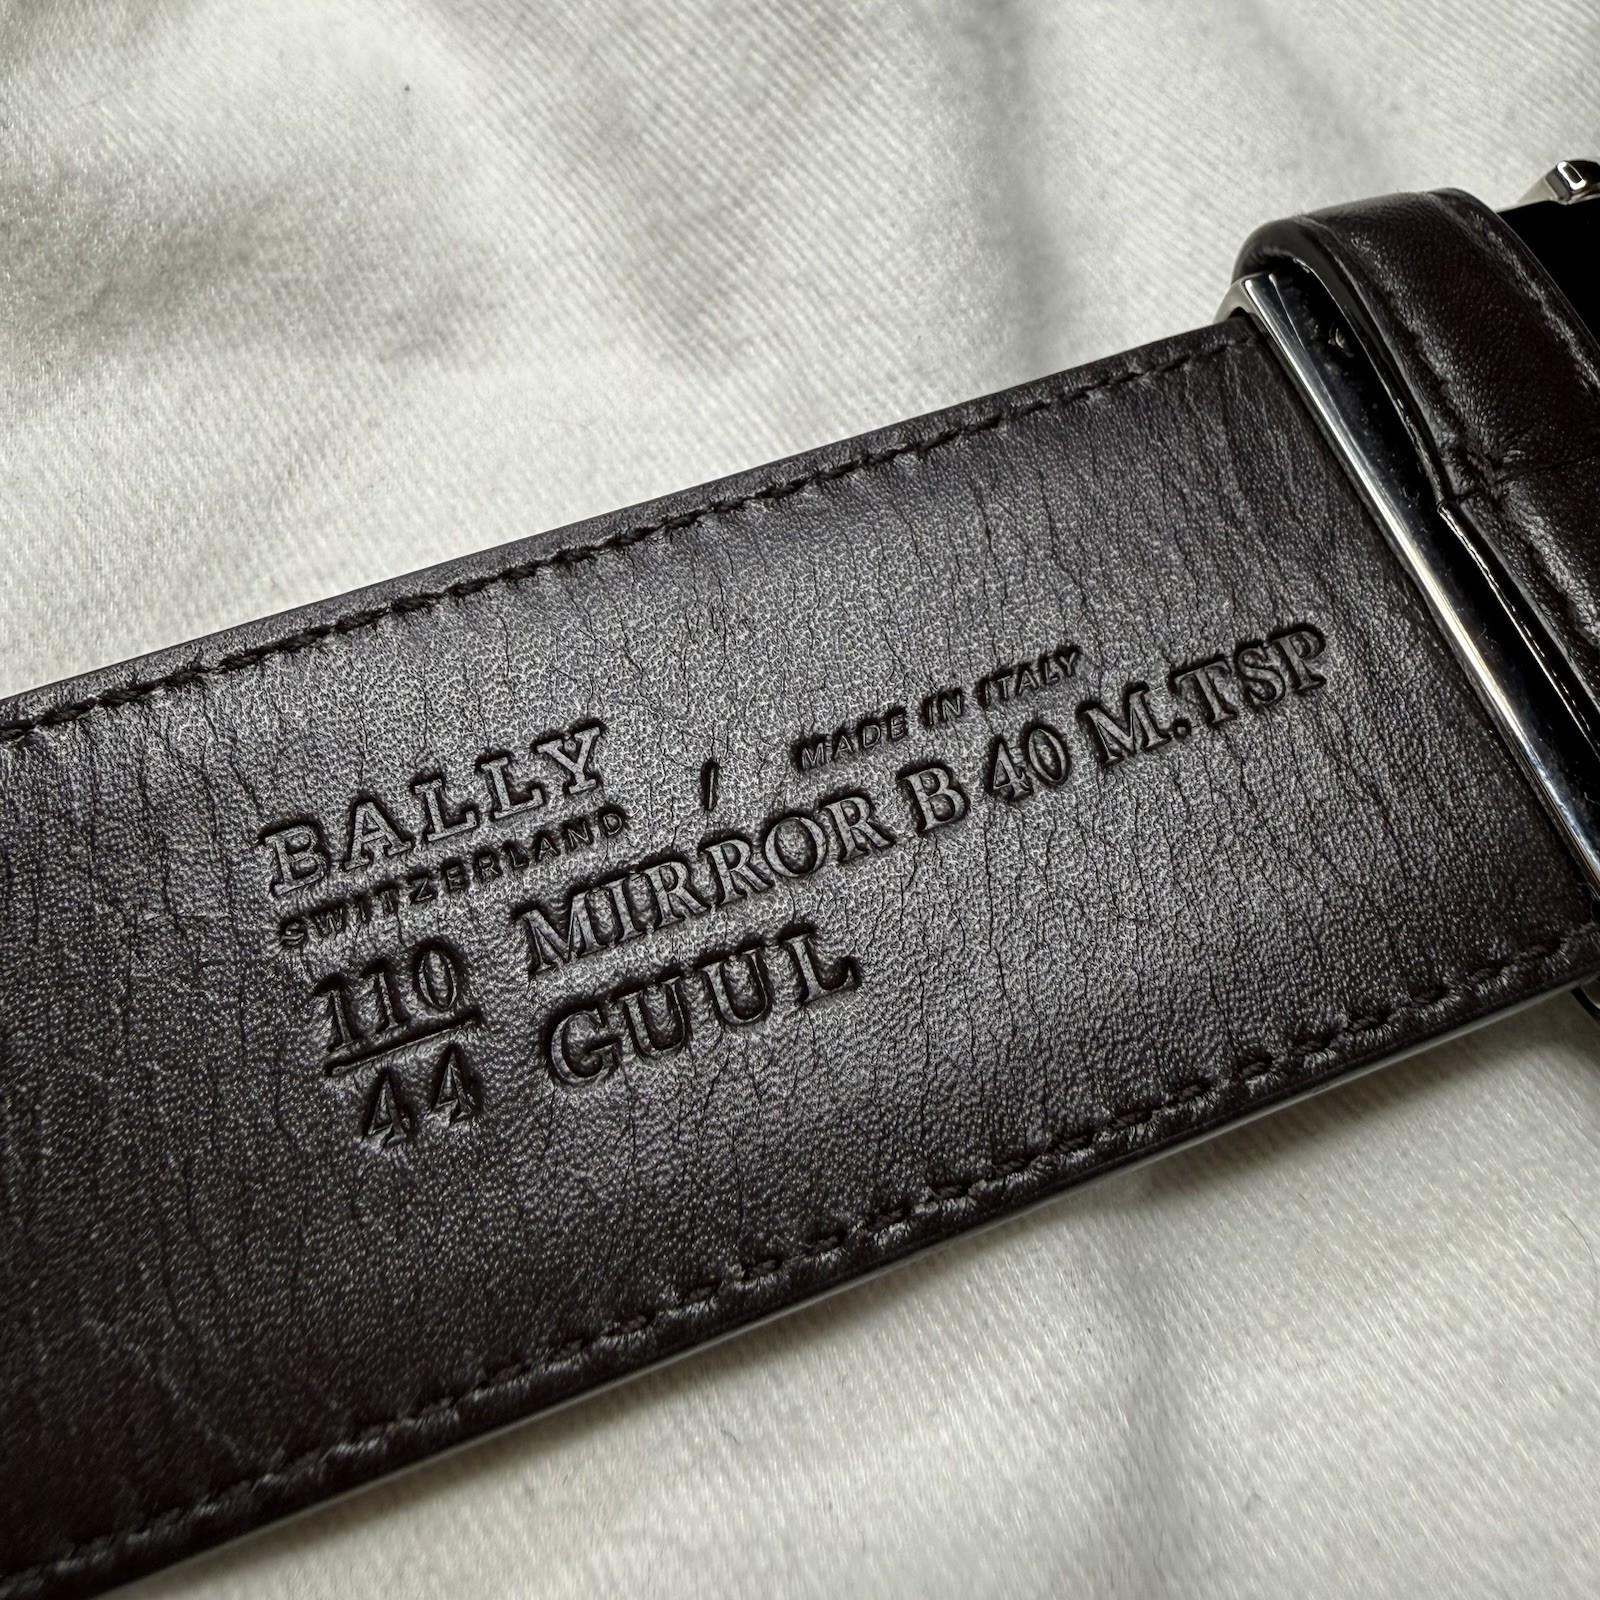 BALLY / MADE IN ITALY
SWITZERLAND
110 MIRROR B 40 M.TSP
44 GUUL